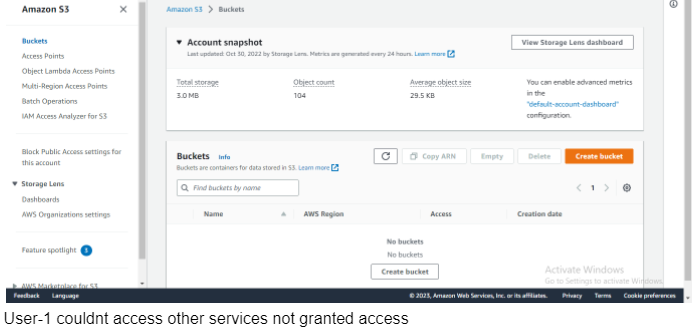 Amazon S3
Amazon S3 > Buckets
Buckets
Access Points
Object Lambda Access Points
Multi-Region Access Points
Batch Operations
IAM Access Analyzer for S3
Block Public Access settings for
this account
Storage Lens
Dashboards
AWS Organizations settings
Feature spotlight 3
AWS Marketplace for S3
Account snapshot
Last updated: Oct 30, 2022 by Storage Lens. Metrics are generated every 24 hours. Learn more
View Storage Lens dashboard
Total storage
3.0 MB
Object count
104
Average object size
29.5 KB
You can enable advanced metrics
in the
"default-account-dashboard"
configuration.
Buckets Info
Buckets are containers for data stored in S3. Learn more
Copy ARN
Empty
Delete
Create bucket
Find buckets by name
< 1 >
Name
AWS Region
Access
Creation date
No buckets
No buckets
Create bucket
Activate Windows
Go to Settings to activate Windows.
Feedback Language
© 2023, Amazon Web Services, Inc. or its affiliates. Privacy Terms Cookie preferences
User-1 couldnt access other services not granted access